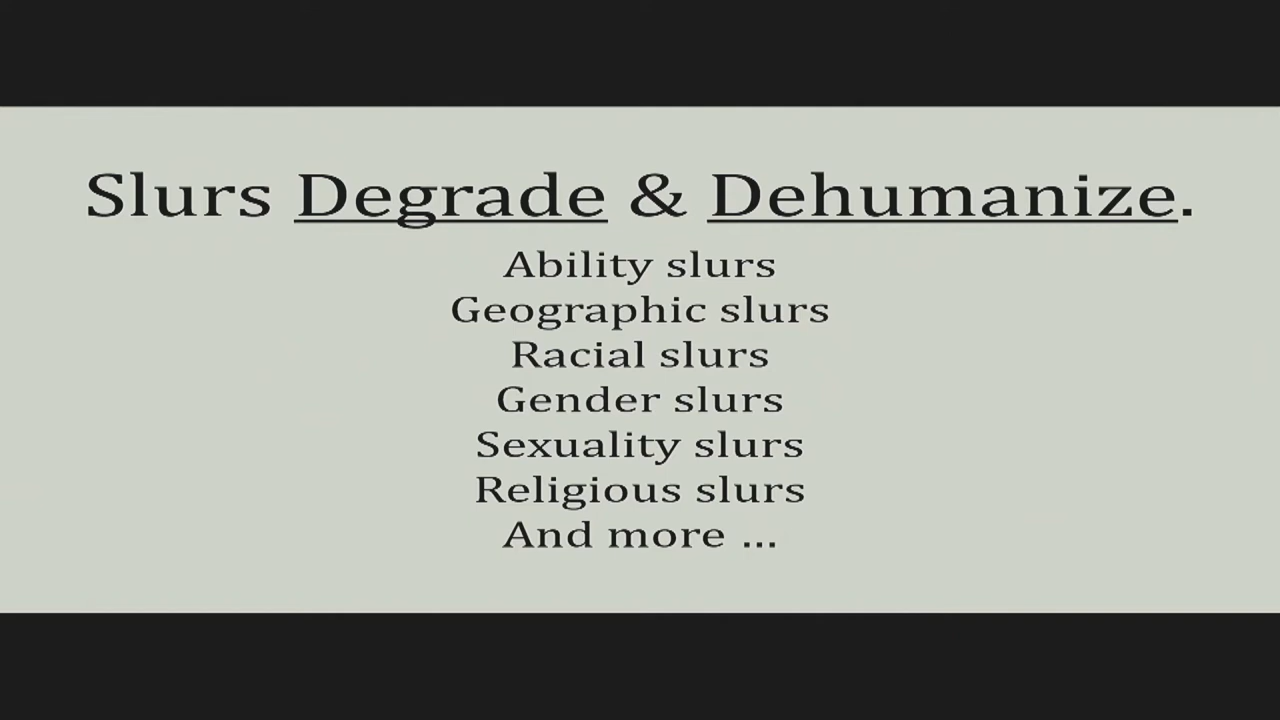 Slurs Degrade & Dehumanize.
Ability slurs
Geographic slurs
Racial slurs
Gender slurs
Sexuality slurs
Religious slurs
And more ...